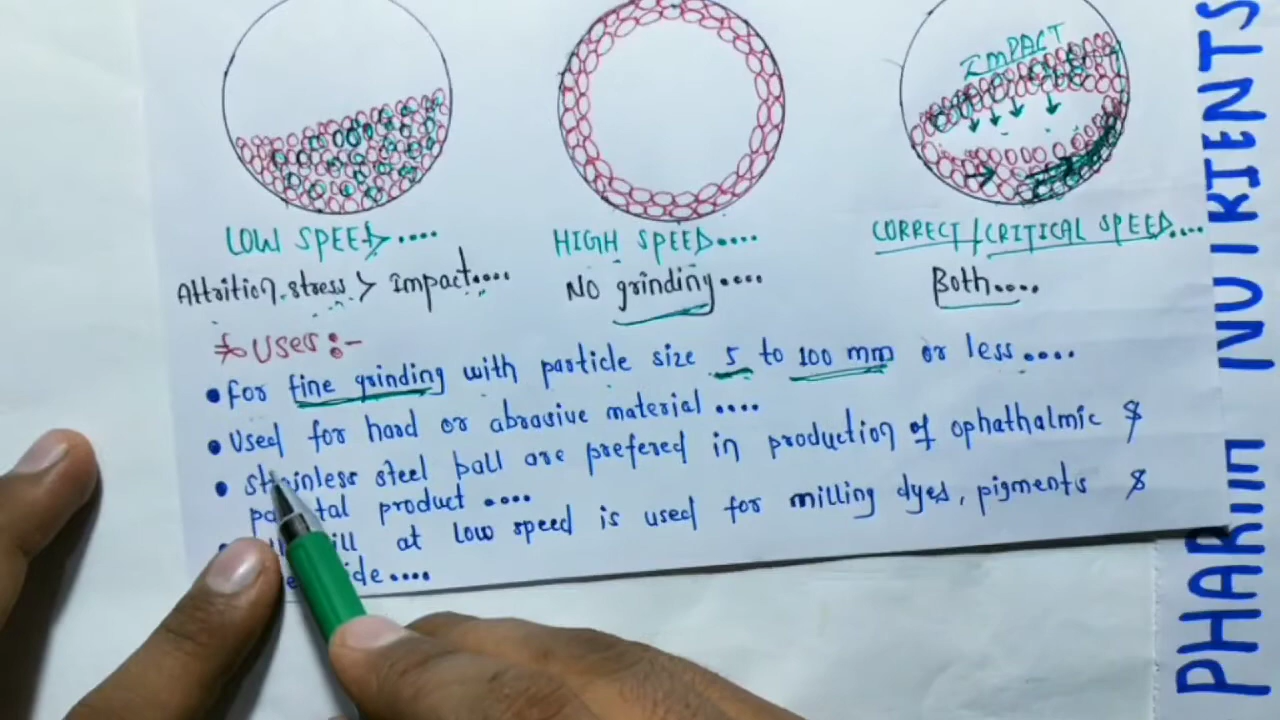 IMPACT
LOW SPEED....
HIGH SPEED....
CORRECT/CRITICAL SPEED....
Attrition stress > Impact....
NO grinding....
Both....
* Uses :-
• For fine grinding with particle size 5 to 100 mm or less....
• Used for hard or abrasive material....
• stainless steel ball are prefered in production of ophathalmic &
product....
at low speed is used for milling dyes, pigments &
PHARM NUTRIENTS